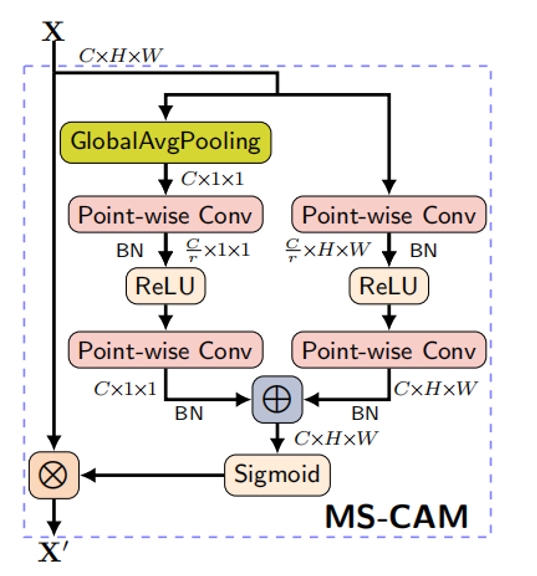 X
C×H×W
GlobalAvgPooling
C×1×1
Point-wise Conv
Point-wise Conv
BN
C/r×1×1
C/r×H×W
BN
ReLU
ReLU
Point-wise Conv
Point-wise Conv
C×1×1
C×H×W
BN
⊕
BN
C×H×W
⊗
Sigmoid
MS-CAM
X′